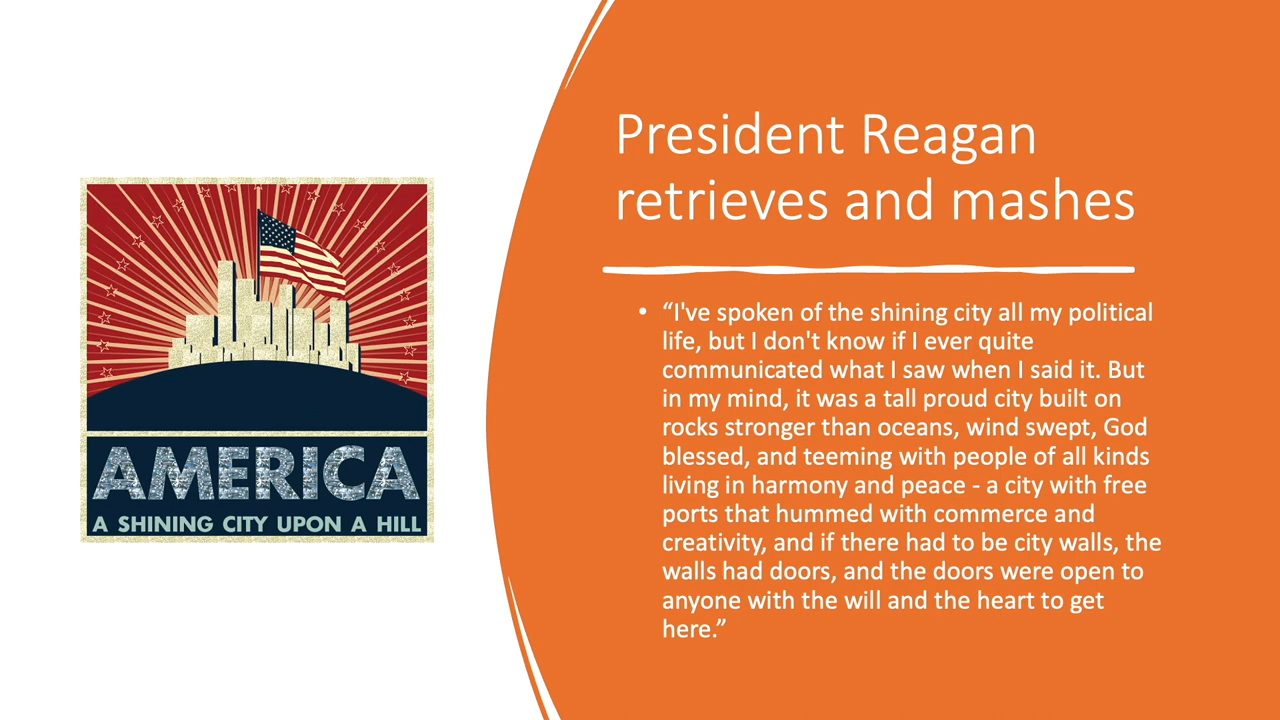 President Reagan
retrieves and mashes
• “I've spoken of the shining city all my political
life, but I don't know if I ever quite
communicated what I saw when I said it. But
in my mind, it was a tall proud city built on
rocks stronger than oceans, wind swept, God
blessed, and teeming with people of all kinds
living in harmony and peace - a city with free
ports that hummed with commerce and
creativity, and if there had to be city walls, the
walls had doors, and the doors were open to
anyone with the will and the heart to get
here.”
AMERICA
A SHINING CITY UPON A HILL